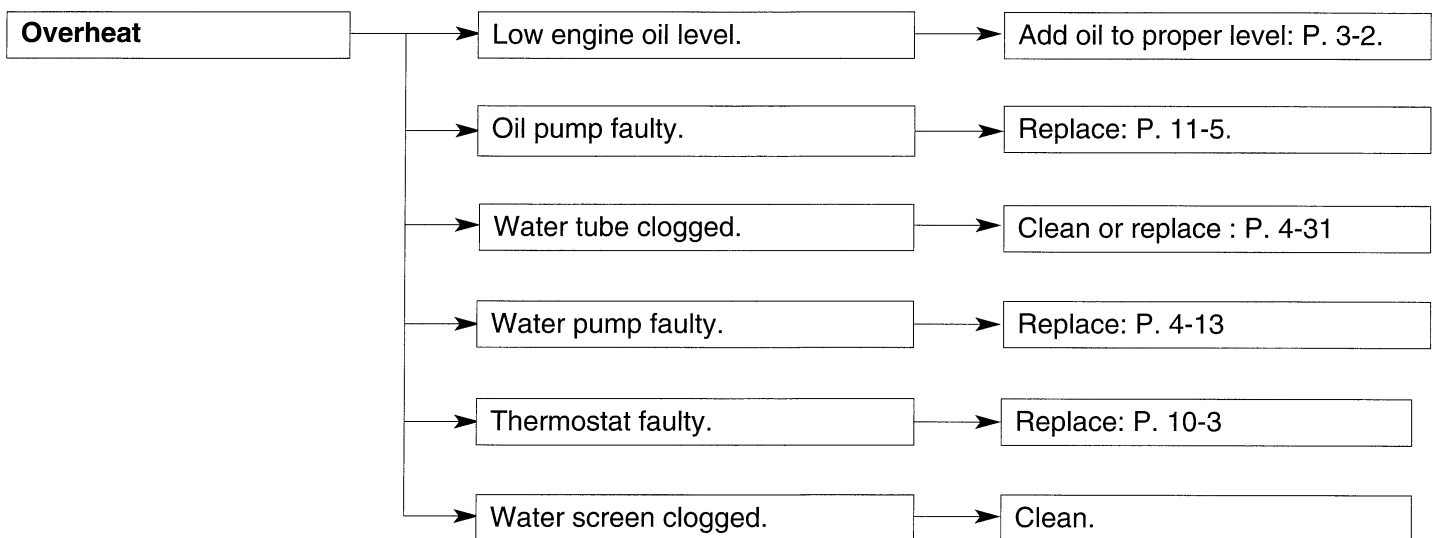 Overheat
Low engine oil level.
Add oil to proper level: P. 3-2.
Oil pump faulty.
Replace: P. 11-5.
Water tube clogged.
Clean or replace : P. 4-31
Water pump faulty.
Replace: P. 4-13
Thermostat faulty.
Replace: P. 10-3
Water screen clogged.
Clean.